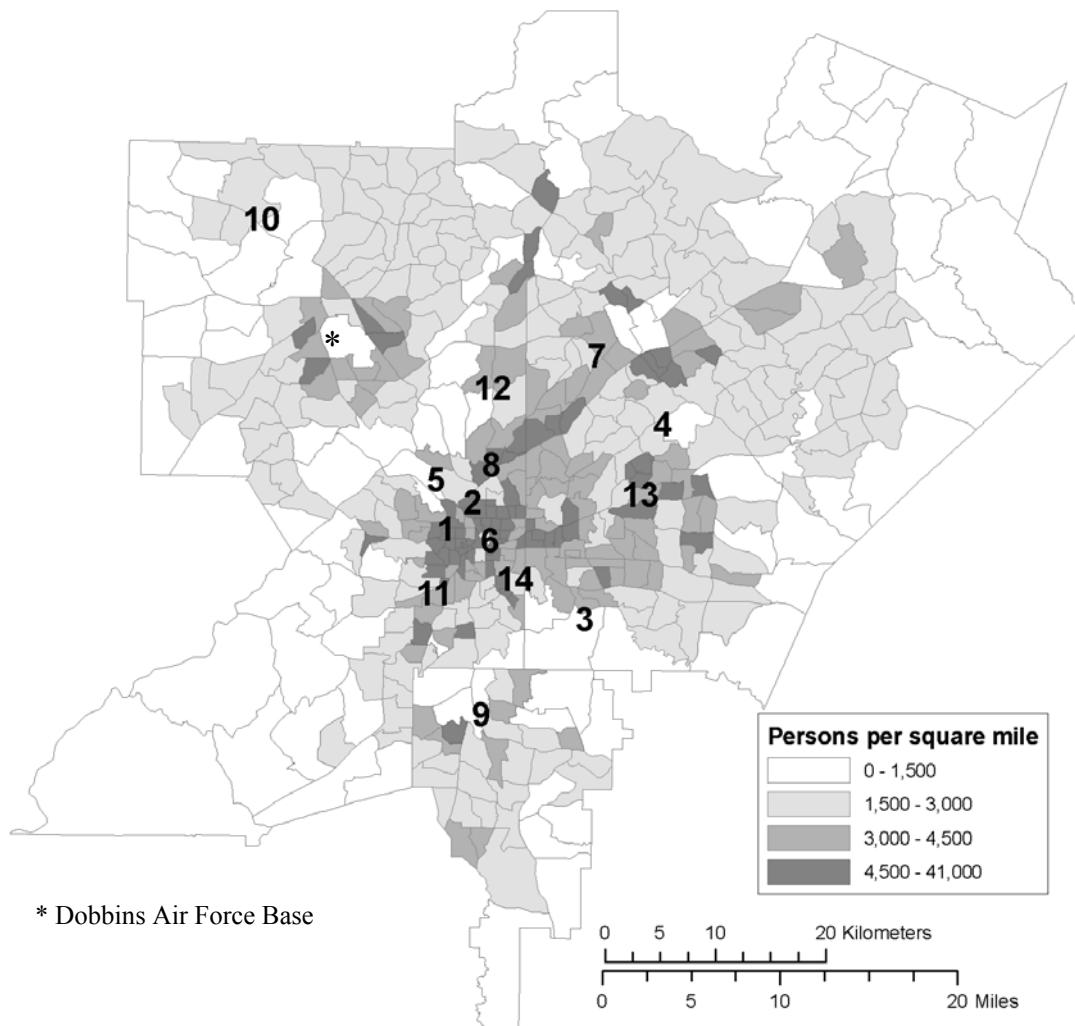 10
*
7
12
4
8
5
13
2
1
6
14
11
3
9
Persons per square mile
0 - 1,500
1,500 - 3,000
3,000 - 4,500
4,500 - 41,000
* Dobbins Air Force Base
0 5 10 20 Kilometers
0 5 10 20 Miles